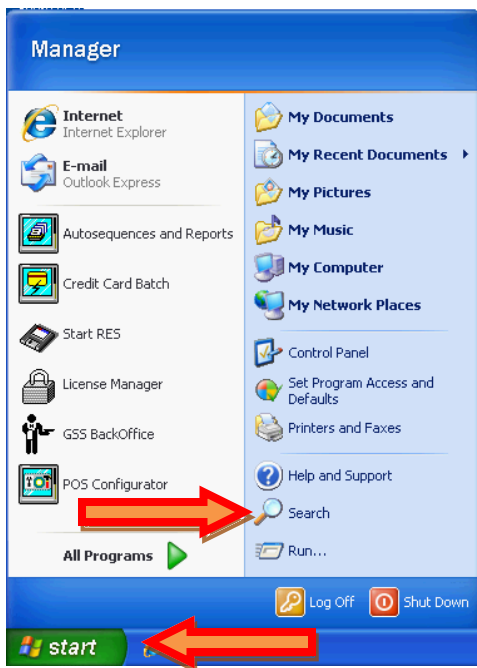 Manager
Internet
Internet Explorer
E-mail
Outlook Express
Autosequences and Reports
Credit Card Batch
Start RES
License Manager
GSS BackOffice
POS Configurator
All Programs
My Documents
My Recent Documents
My Pictures
My Music
My Computer
My Network Places
Control Panel
Set Program Access and
Defaults
Printers and Faxes
Help and Support
Search
Run...
Log Off
Shut Down
start